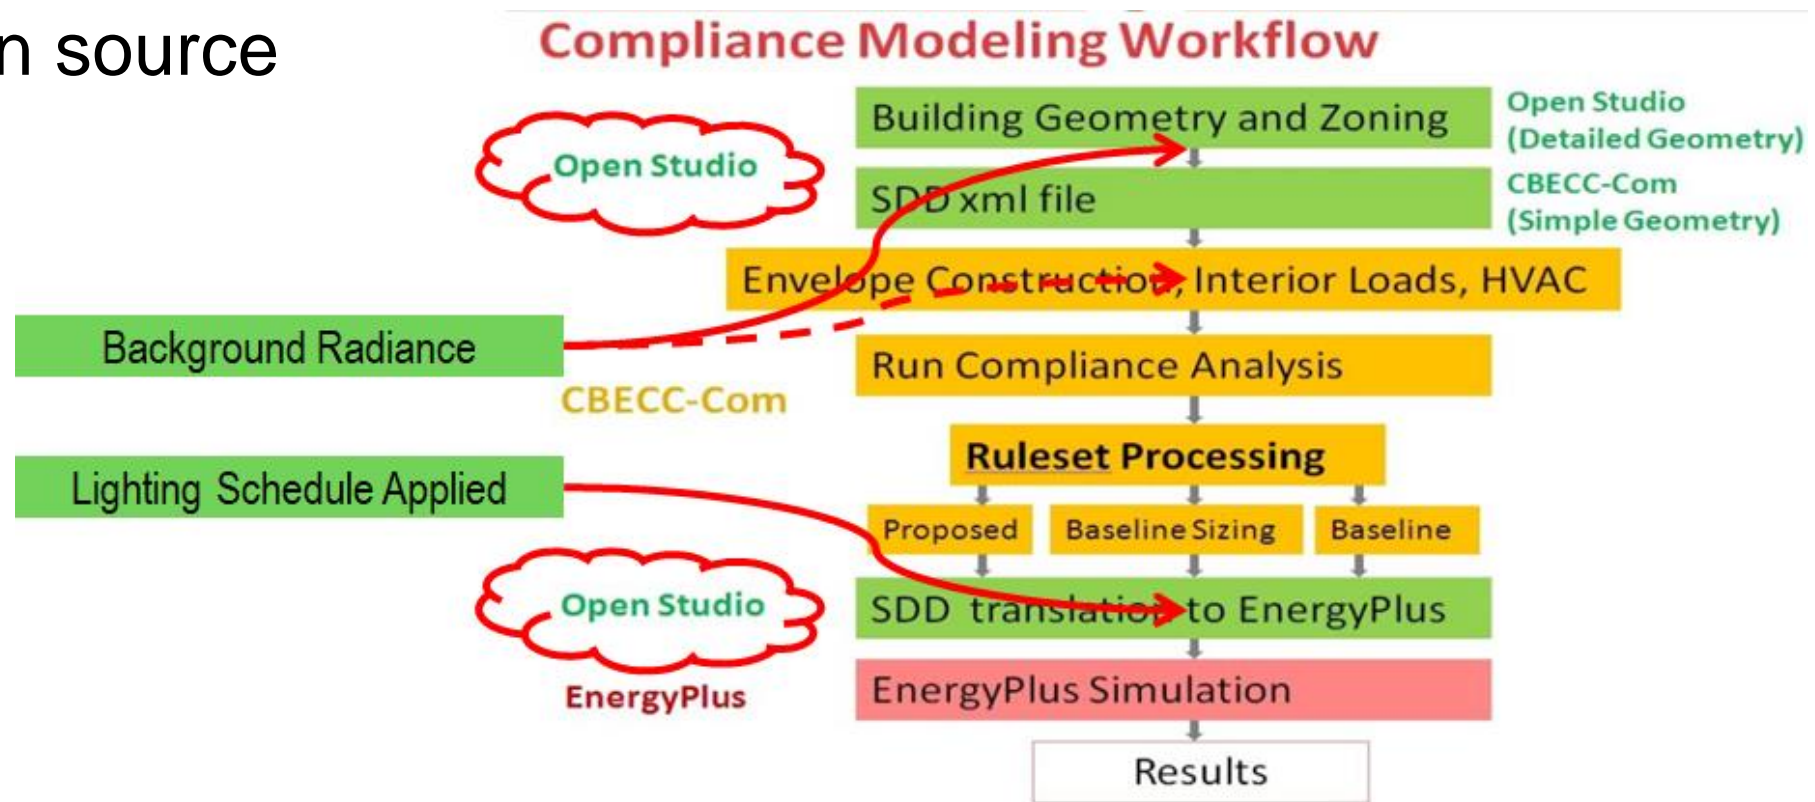 n source
Compliance Modeling Workflow
Open Studio
Building Geometry and Zoning
Open Studio
(Detailed Geometry)
SDD xml file
CBECC-Com
(Simple Geometry)
Envelope Construction, Interior Loads, HVAC
Background Radiance
Run Compliance Analysis
CBECC-Com
Ruleset Processing
Lighting Schedule Applied
Proposed
Baseline Sizing
Baseline
Open Studio
SDD translation to EnergyPlus
EnergyPlus
EnergyPlus Simulation
Results